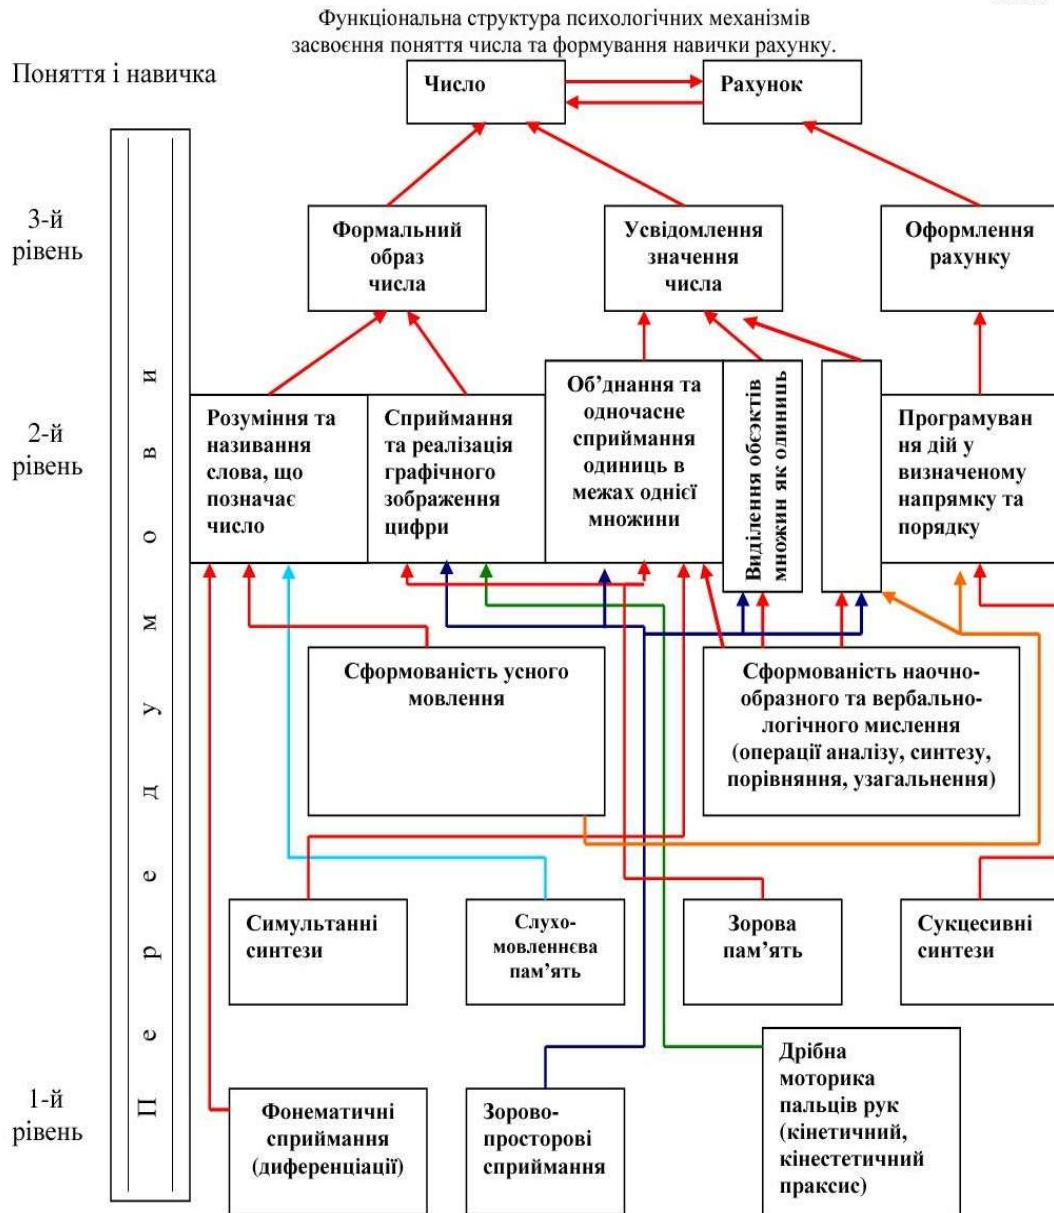 Функціональна структура психологічних механізмів
засвоєння поняття числа та формування навички рахунку.
Поняття і навичка
Число
Рахунок
3-й
рівень
Формальний
образ
числа
Усвідомлення
значення
числа
Оформлення
рахунку
2-й
рівень
Розуміння та
називання
слова, що
позначає
число
Сприймання
та реалізація
графічного
зображення
цифри
Об’днання та
одночасне
сприймання
одиниць в
межах однієї
множини
Виділення обєэктів
множин як одиниць
Програмуван
ня дій у
визначеному
напрямку та
порядку
Передумови
Сформованість усного
мовлення
Сформованість наочно-
образного та вербально-
логічного мислення
(операції аналізу, синтезу,
порівняння, узагальнення)
Симультанні
синтези
Слухо-
мовленнєва
пам’ять
Зорова
пам’ять
Сукцесивні
синтези
1-й
рівень
Фонематичні
сприймання
(диференціації)
Зорово-
просторові
сприймання
Дрібна
моторика
пальців рук
(кінетичний,
кінестетичний
праксис)